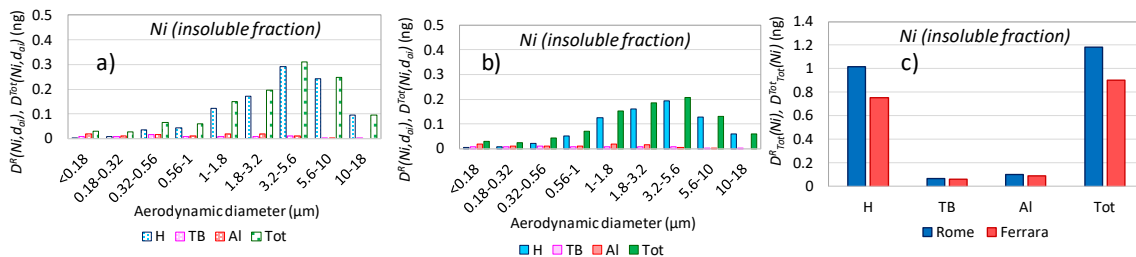 D^R(Ni,d_ai), D^Tot(Ni,d_ai) (ng)
0.5
0.4
0.3
0.2
0.1
0
Ni (insoluble fraction)
a)
<0.18
0.18-0.32
0.32-0.56
0.56-1
1-1.8
1.8-3.2
3.2-5.6
5.6-10
10-18
Aerodynamic diameter (µm)
H TB Al Tot
D^R(Ni,d_ai), D^Tot(Ni,d_ai) (ng)
0.5
0.4
0.3
0.2
0.1
0
Ni (insoluble fraction)
b)
<0.18
0.18-0.32
0.32-0.56
0.56-1
1-1.8
1.8-3.2
3.2-5.6
5.6-10
10-18
Aerodynamic diameter (µm)
H TB Al Tot
D^R_Tot(Ni), D^Tot_Tot(Ni) (ng)
1.4
1.2
1
0.8
0.6
0.4
0.2
0
Ni (insoluble fraction)
c)
H TB Al Tot
Rome Ferrara